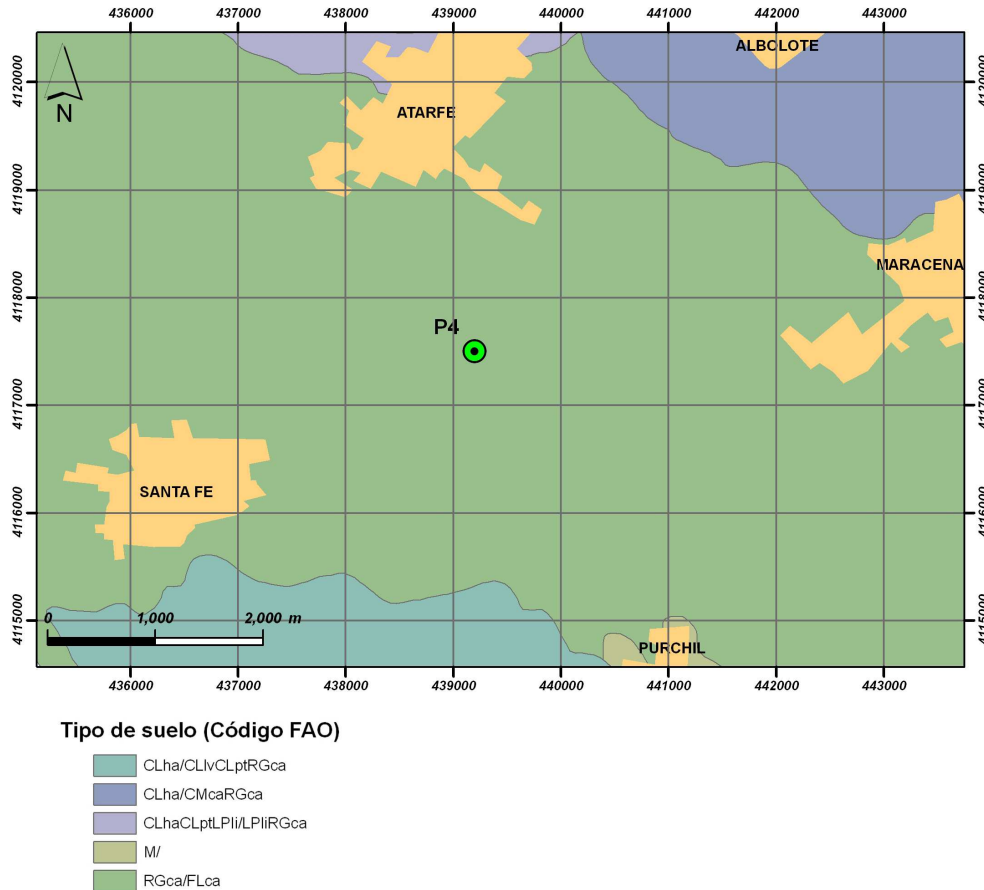 436000 437000 438000 439000 440000 441000 442000 443000
4120000 4120000
4119000 4119000
4118000 4118000
4117000 4117000
4116000 4116000
4115000 4115000
N
ALBOLOTE
ATARFE
MARACENA
P4
SANTA FE
PURCHIL
0 1,000 2,000 m
436000 437000 438000 439000 440000 441000 442000 443000
Tipo de suelo (Código FAO)
CLha/CLlvCLptRGca
CLha/CMcaRGca
CLhaCLptLPli/LPliRGca
M/
RGca/FLca